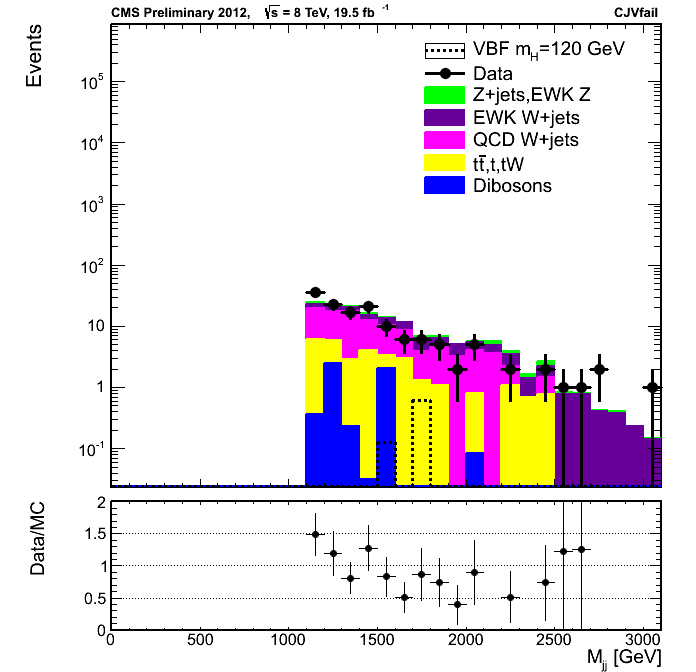 CMS Preliminary 2012, √s = 8 TeV, 19.5 fb⁻¹ CJVfail
Events
VBF m_H=120 GeV
Data
Z+jets,EWK Z
EWK W+jets
QCD W+jets
tt̄,t,tW
Dibosons
10⁵
10⁴
10³
10²
10
1
10⁻¹
Data/MC
2
1.5
1
0.5
0
0 500 1000 1500 2000 2500 3000
M_jj [GeV]